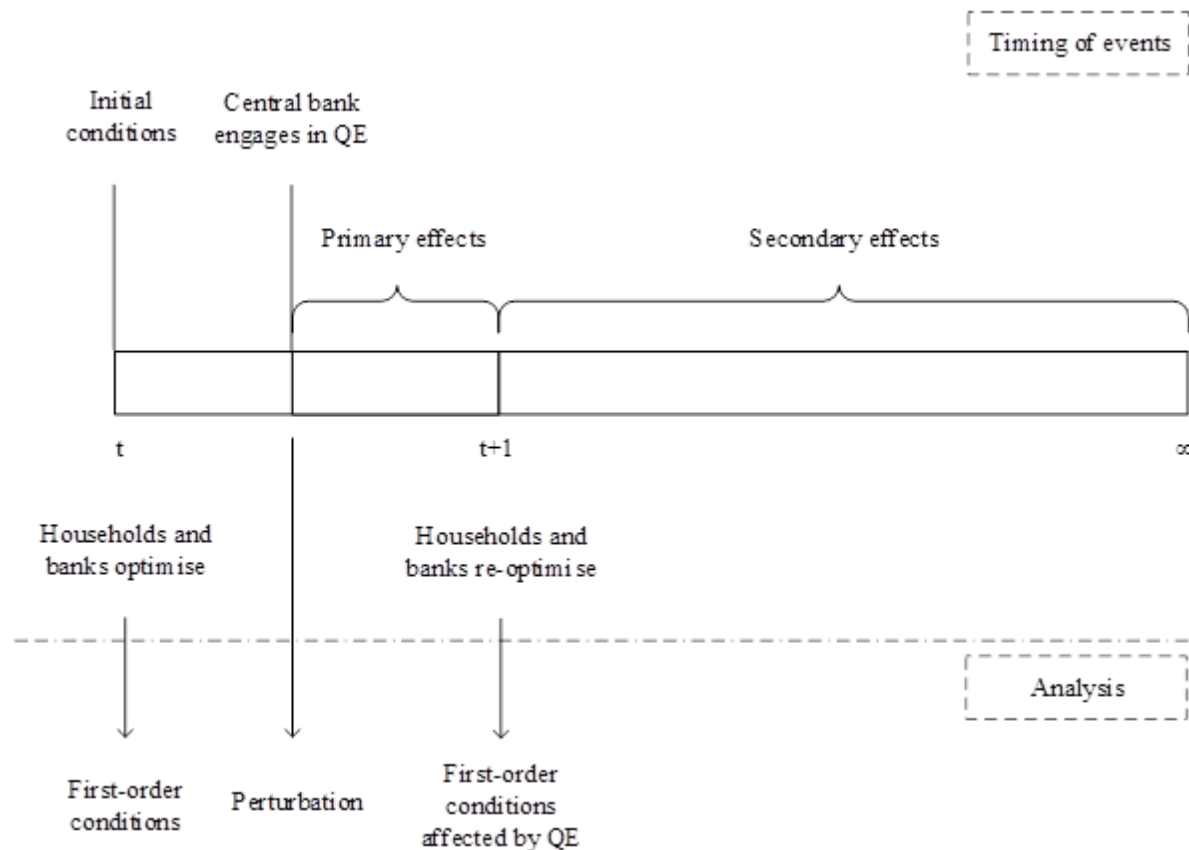 Timing of events
Initial
conditions
Central bank
engages in QE
Primary effects
Secondary effects
t
t+1
∞
Households and
banks optimise
Households and
banks re-optimise
Analysis
First-order
conditions
Perturbation
First-order
conditions
affected by QE